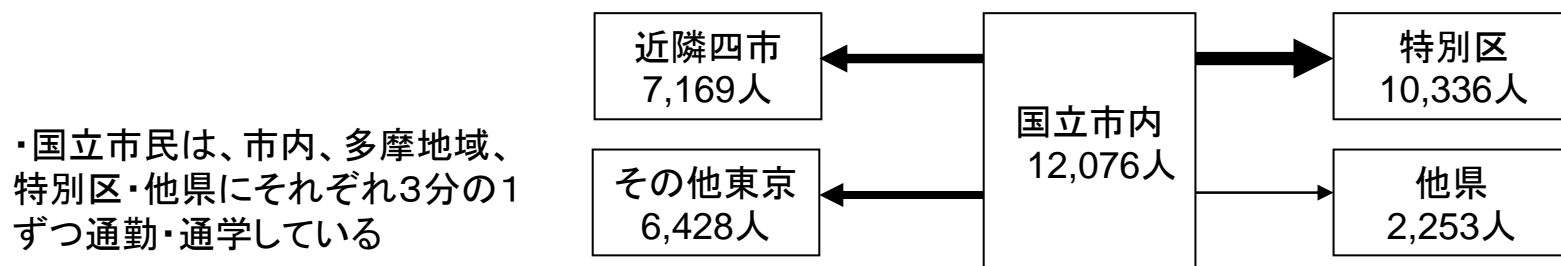 ・国立市民は、市内、多摩地域、
特別区・他県にそれぞれ３分の１
ずつ通勤・通学している
近隣四市
7,169人
その他東京
6,428人
国立市内
12,076人
特別区
10,336人
他県
2,253人